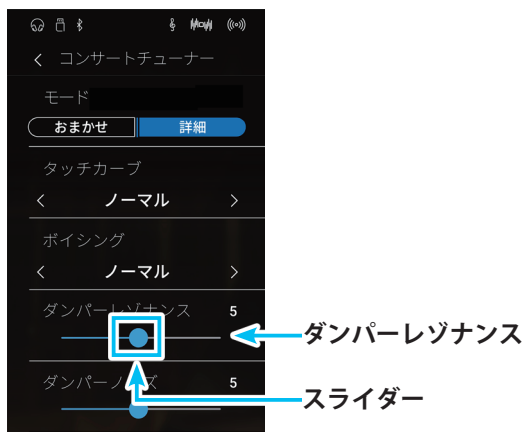 コンサートチューナー
モード
おまかせ 詳細
タッチカーブ
ノーマル
ボイシング
ノーマル
ダンパーレゾナンス 5
ダンパーレゾナンス
ダンパーノイズ 5
スライダー